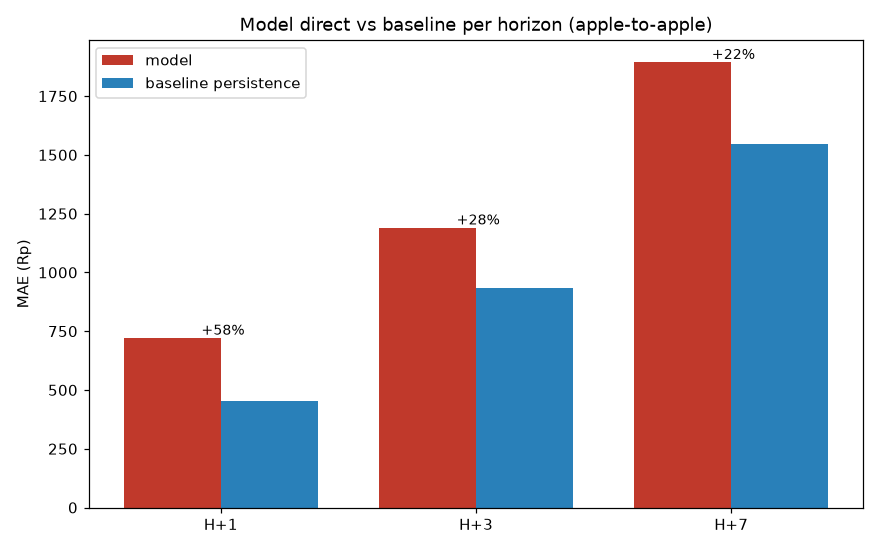 Model direct vs baseline per horizon (apple-to-apple)
model
baseline persistence
MAE (Rp)
1750
1500
1250
1000
750
500
250
0
+58%
+28%
+22%
H+1
H+3
H+7